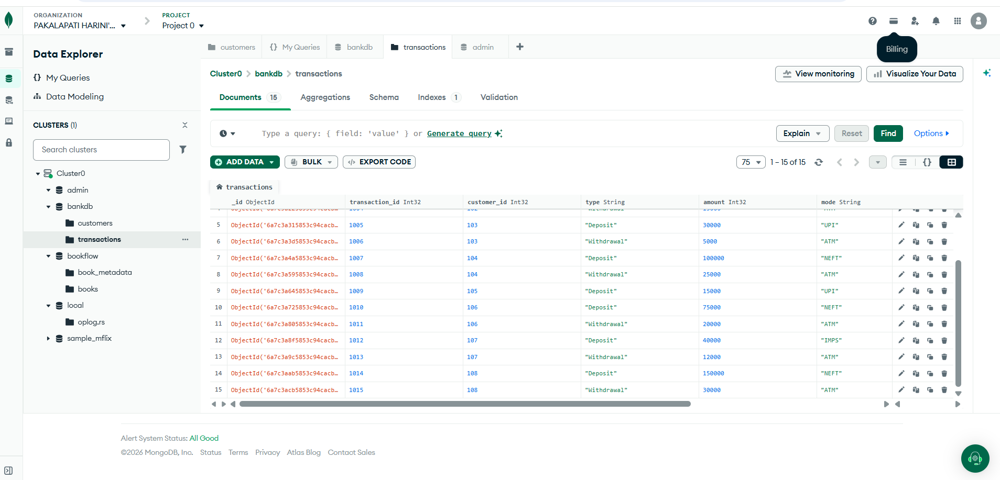 ORGANIZATION
PAKALAPATI HARINI'...
PROJECT
Project 0
Billing
Data Explorer
My Queries
Data Modeling
CLUSTERS (1)
Search clusters
Cluster0
admin
bankdb
customers
transactions
bookflow
book_metadata
books
local
oplog.rs
sample_mflix
customers {} My Queries bankdb transactions admin
Cluster0 > bankdb > transactions
View monitoring Visualize Your Data
Documents 15 Aggregations Schema Indexes 1 Validation
Type a query: { field: 'value' } or Generate query
Explain Reset Find Options
ADD DATA BULK EXPORT CODE
75 1 – 15 of 15 {}
transactions
_id ObjectId transaction_id Int32 customer_id Int32 type String amount Int32 mode String
5 ObjectId('6a7c3a315853c94cacb… 1005 103 "Deposit" 30000 "UPI"
6 ObjectId('6a7c3a3d5853c94cacb… 1006 103 "Withdrawal" 5000 "ATM"
7 ObjectId('6a7c3a4a5853c94cacb… 1007 104 "Deposit" 100000 "NEFT"
8 ObjectId('6a7c3a595853c94cacb… 1008 104 "Withdrawal" 25000 "ATM"
9 ObjectId('6a7c3a645853c94cacb… 1009 105 "Deposit" 15000 "UPI"
10 ObjectId('6a7c3a725853c94cacb… 1010 106 "Deposit" 75000 "NEFT"
11 ObjectId('6a7c3a805853c94cacb… 1011 106 "Withdrawal" 20000 "ATM"
12 ObjectId('6a7c3a8f5853c94cacb… 1012 107 "Deposit" 40000 "IMPS"
13 ObjectId('6a7c3a9c5853c94cacb… 1013 107 "Withdrawal" 12000 "ATM"
14 ObjectId('6a7c3aab5853c94cacb… 1014 108 "Deposit" 150000 "NEFT"
15 ObjectId('6a7c3acb5853c94cacb… 1015 108 "Withdrawal" 30000 "ATM"
Alert System Status: All Good
©2026 MongoDB, Inc. Status Terms Privacy Atlas Blog Contact Sales